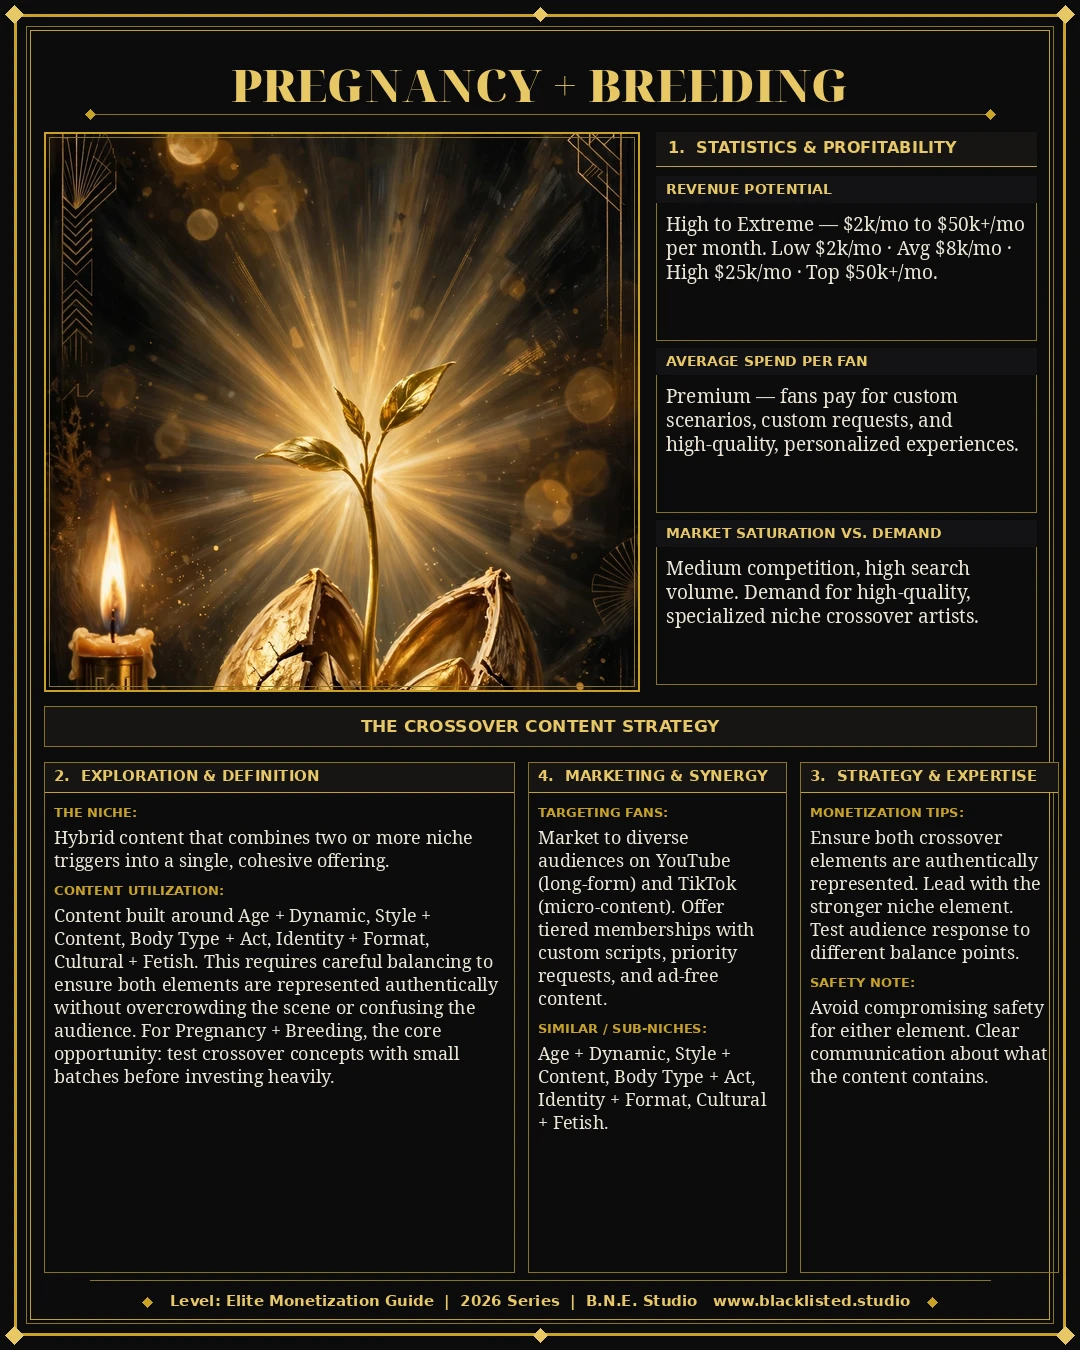 PREGNANCY + BREEDING
1. STATISTICS & PROFITABILITY
REVENUE POTENTIAL
High to Extreme — $2k/mo to $50k+/mo
per month. Low $2k/mo · Avg $8k/mo ·
High $25k/mo · Top $50k+/mo.
AVERAGE SPEND PER FAN
Premium — fans pay for custom
scenarios, custom requests, and
high-quality, personalized experiences.
MARKET SATURATION VS. DEMAND
Medium competition, high search
volume. Demand for high-quality,
specialized niche crossover artists.
THE CROSSOVER CONTENT STRATEGY
2. EXPLORATION & DEFINITION
THE NICHE:
Hybrid content that combines two or more niche
triggers into a single, cohesive offering.
CONTENT UTILIZATION:
Content built around Age + Dynamic, Style +
Content, Body Type + Act, Identity + Format,
Cultural + Fetish. This requires careful balancing to
ensure both elements are represented authentically
without overcrowding the scene or confusing the
audience. For Pregnancy + Breeding, the core
opportunity: test crossover concepts with small
batches before investing heavily.
4. MARKETING & SYNERGY
TARGETING FANS:
Market to diverse
audiences on YouTube
(long-form) and TikTok
(micro-content). Offer
tiered memberships with
custom scripts, priority
requests, and ad-free
content.
SIMILAR / SUB-NICHES:
Age + Dynamic, Style +
Content, Body Type + Act,
Identity + Format, Cultural
+ Fetish.
3. STRATEGY & EXPERTISE
MONETIZATION TIPS:
Ensure both crossover
elements are authentically
represented. Lead with the
stronger niche element.
Test audience response to
different balance points.
SAFETY NOTE:
Avoid compromising safety
for either element. Clear
communication about what
the content contains.
Level: Elite Monetization Guide | 2026 Series | B.N.E. Studio www.blacklisted.studio